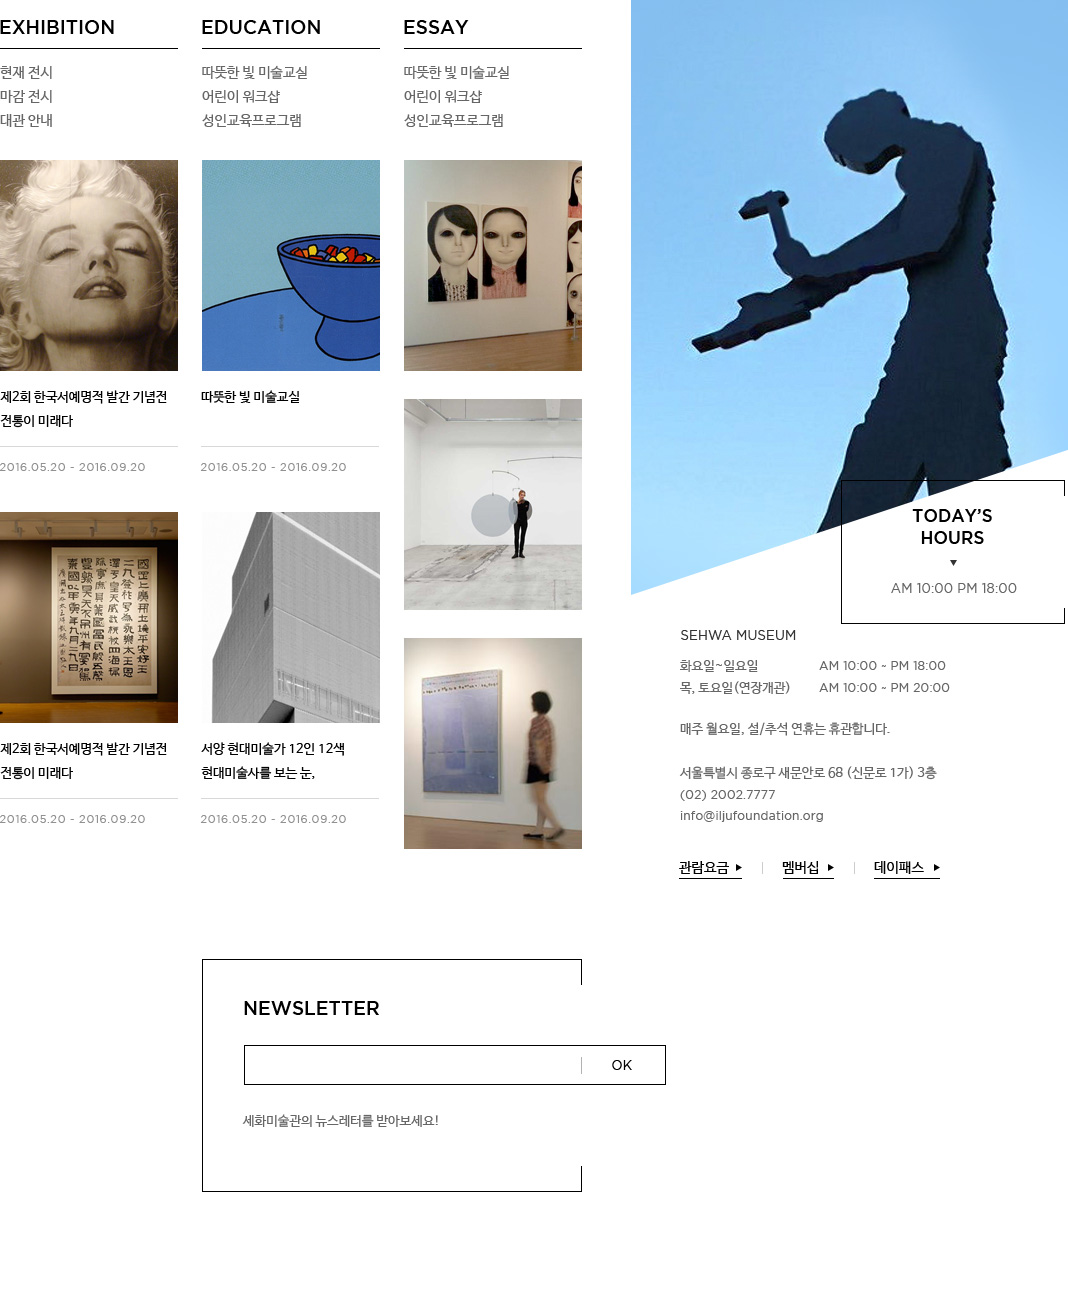 EXHIBITION
현재 전시
마감 전시
대관 안내
제2회 한국서예명적 발간 기념전
전통이 미래다
2016.05.20 - 2016.09.20
제2회 한국서예명적 발간 기념전
전통이 미래다
2016.05.20 - 2016.09.20
EDUCATION
따뜻한 빛 미술교실
어린이 워크샵
성인교육프로그램
따뜻한 빛 미술교실
2016.05.20 - 2016.09.20
서양 현대미술가 12인 12색
현대미술사를 보는 눈,
2016.05.20 - 2016.09.20
ESSAY
따뜻한 빛 미술교실
어린이 워크샵
성인교육프로그램
TODAY'S
HOURS
AM 10:00 PM 18:00
SEHWA MUSEUM
화요일~일요일 AM 10:00 ~ PM 18:00
목, 토요일(연장개관) AM 10:00 ~ PM 20:00
매주 월요일, 설/추석 연휴는 휴관합니다.
서울특별시 종로구 새문안로 68 (신문로 1가) 3층
(02) 2002.7777
info@iljufoundation.org
관람요금
멤버십
데이패스
NEWSLETTER
OK
세화미술관의 뉴스레터를 받아보세요!